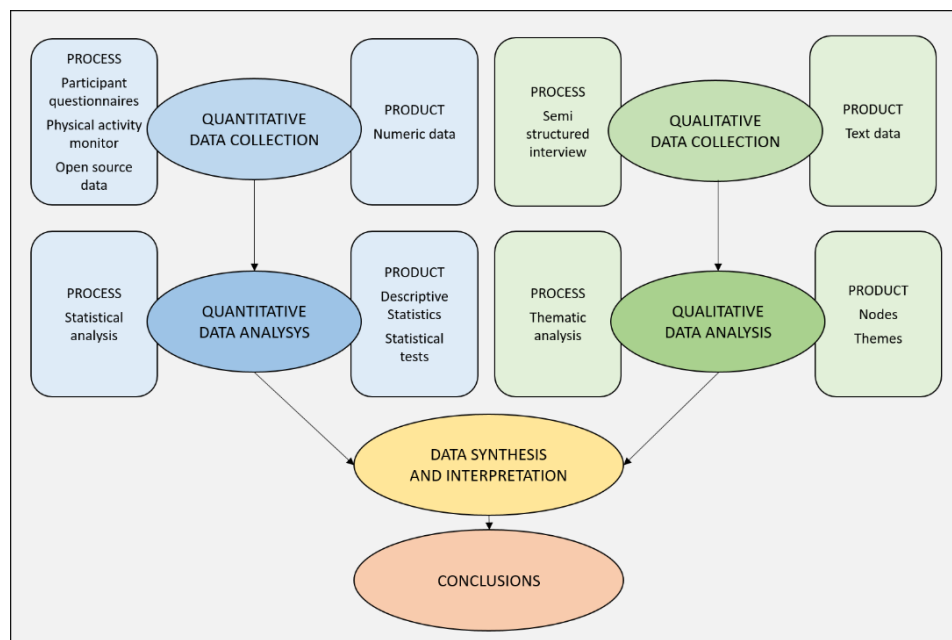 PROCESS
Participant
questionnaires
Physical activity
monitor
Open source
data
QUANTITATIVE
DATA COLLECTION
PRODUCT
Numeric data
PROCESS
Semi
structured
interview
QUALITATIVE
DATA COLLECTION
PRODUCT
Text data
PROCESS
Statistical
analysis
QUANTITATIVE
DATA ANALYSYS
PRODUCT
Descriptive
Statistics
Statistical
tests
PROCESS
Thematic
analysis
QUALITATIVE
DATA ANALYSIS
PRODUCT
Nodes
Themes
DATA SYNTHESIS
AND INTERPRETATION
CONCLUSIONS